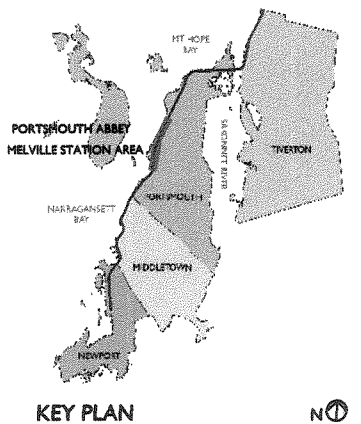 MT HOPE
BAY
PORTSMOUTH ABBEY
MELVILLE STATION AREA
SAKONNET RIVER
TIVERTON
PORTSMOUTH
NARRAGANSETT
BAY
MIDDLETOWN
NEWPORT
KEY PLAN
N